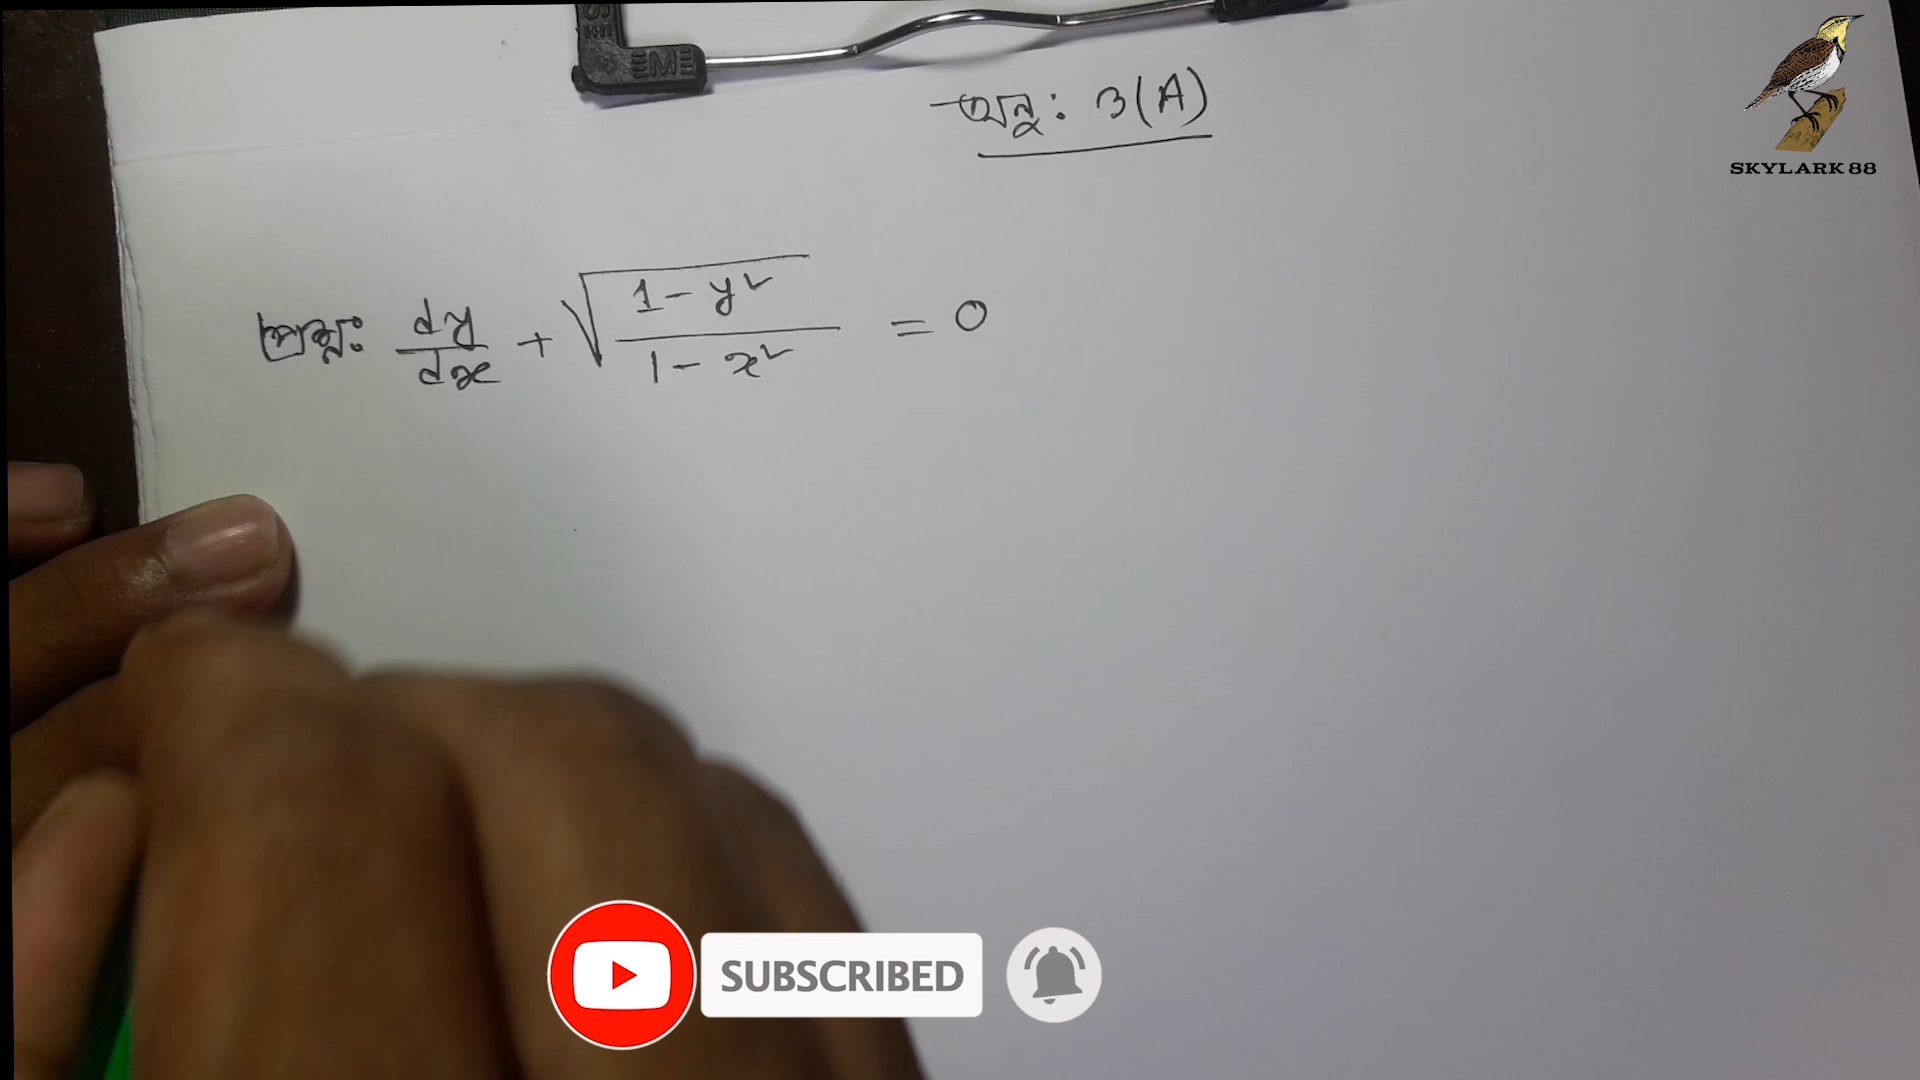 অনু: 3(A)
SKYLARK 88
প্রশ্ন: dy/dx + √((1 - y²)/(1 - x²)) = 0
SUBSCRIBED